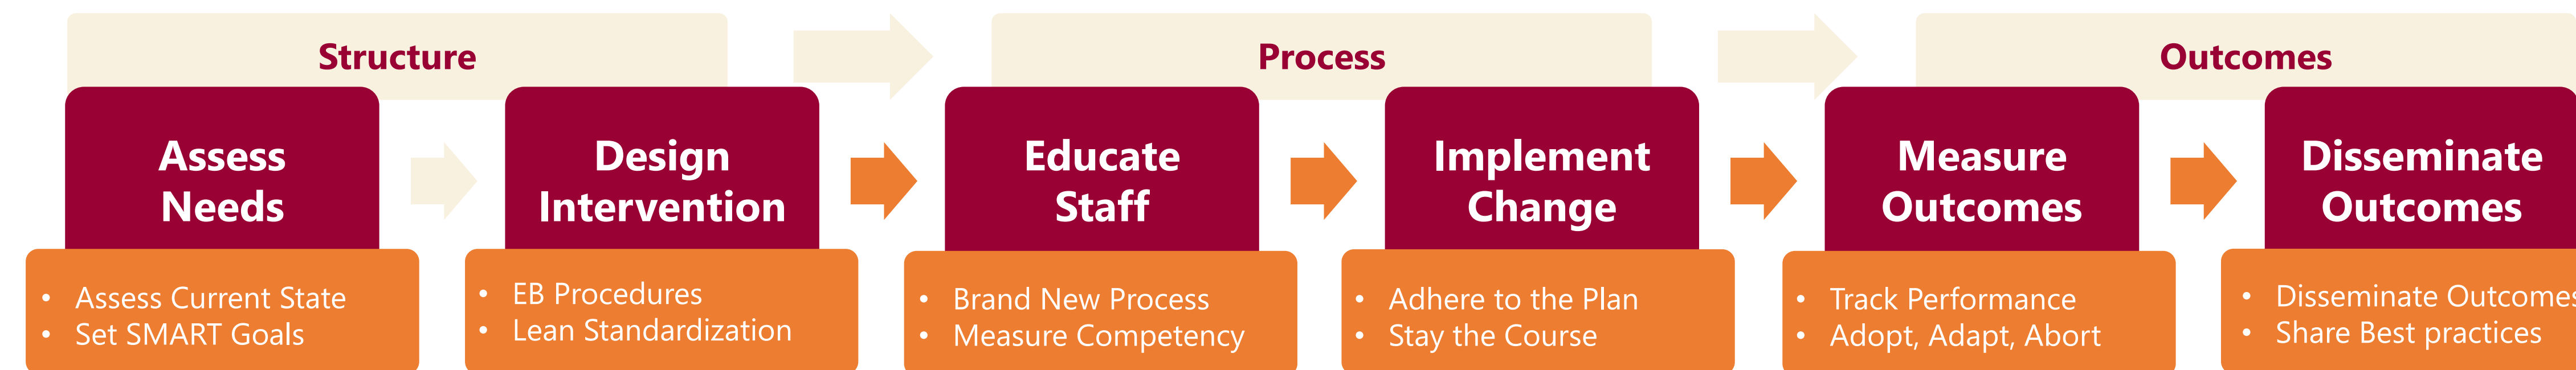 Structure
Process
Outcomes
Assess
Needs
Design
Intervention
Educate
Staff
Implement
Change
Measure
Outcomes
Disseminate
Outcomes
• Assess Current State
• Set SMART Goals
• EB Procedures
• Lean Standardization
• Brand New Process
• Measure Competency
• Adhere to the Plan
• Stay the Course
• Track Performance
• Adopt, Adapt, Abort
• Disseminate Outcomes
• Share Best practices